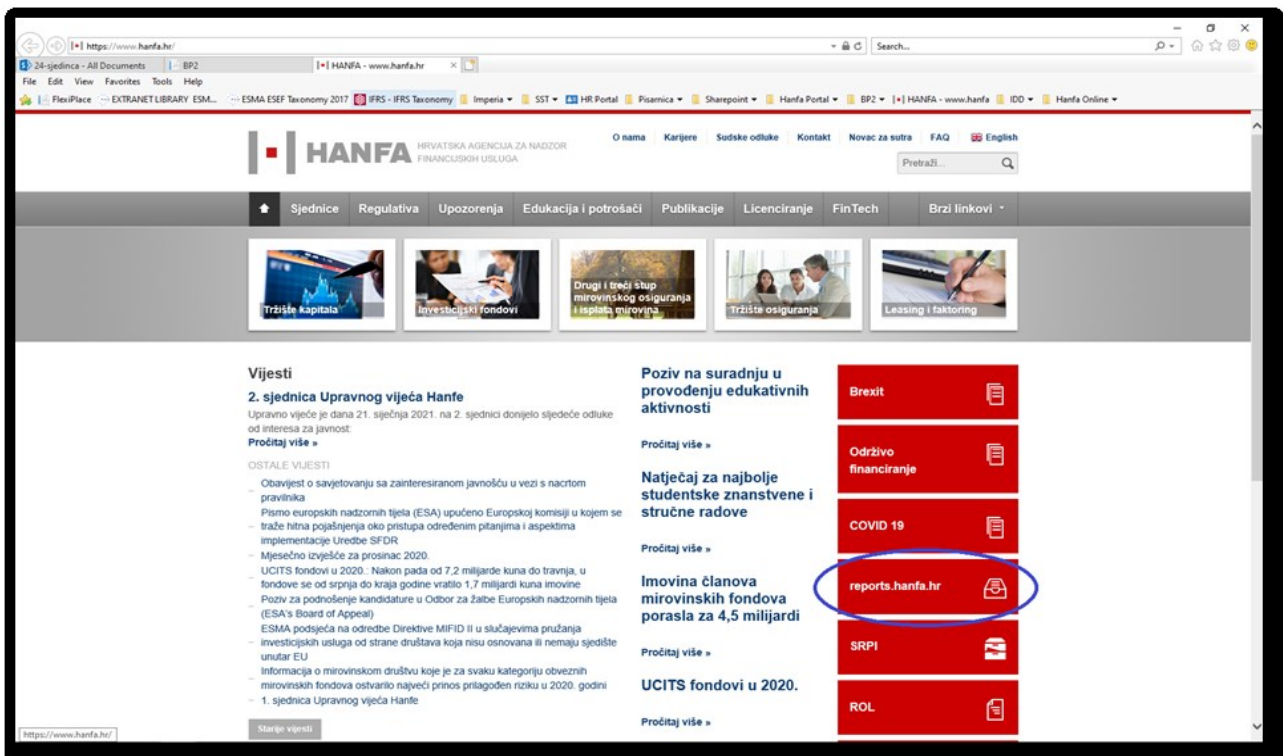 https://www.hanfa.hr/
Search...
24-sjedinca - All Documents
BP2
HANFA - www.hanfa.hr
File Edit View Favorites Tools Help
FlexiPlace
EXTRANET LIBRARY ESM...
ESMA ESEF Taxonomy 2017
IFRS - IFRS Taxonomy
Imperia
SST
HR Portal
Pisarnica
Sharepoint
Hanfa Portal
BP2
HANFA - www.hanfa
IDD
Hanfa Online
O nama Karijere Sudske odluke Kontakt Novac za sutra FAQ English
HANFA
HRVATSKA AGENCIJA ZA NADZOR
FINANCIJSKIH USLUGA
Pretraži...
Sjednice Regulativa Upozorenja Edukacija i potrošači Publikacije Licenciranje FinTech Brzi linkovi
Tržište kapitala
Investicijski fondovi
Drugi i treći stup
mirovinskog osiguranja
i isplata mirovina
Tržište osiguranja
Leasing i faktoring
Vijesti
2. sjednica Upravnog vijeća Hanfe
Upravno vijeće je dana 21. siječnja 2021. na 2. sjednici donijelo sljedeće odluke
od interesa za javnost:
Pročitaj više »
OSTALE VIJESTI
Obavijest o savjetovanju sa zainteresiranom javnošću u vezi s nacrtom
pravilnika
Pismo europskih nadzornih tijela (ESA) upućeno Europskoj komisiji u kojem se
traže hitna pojašnjenja oko pristupa određenim pitanjima i aspektima
implementacije Uredbe SFDR
Mjesečno izvješće za prosinac 2020.
UCITS fondovi u 2020.: Nakon pada od 7,2 milijarde kuna do travnja, u
fondove se od srpnja do kraja godine vratilo 1,7 milijardi kuna imovine
Poziv za podnošenje kandidature u Odbor za žalbe Europskih nadzornih tijela
(ESA's Board of Appeal)
ESMA podsjeća na odredbe Direktive MIFID II u slučajevima pružanja
investicijskih usluga od strane društava koja nisu osnovana ili nemaju sjedište
unutar EU
Informacija o mirovinskom društvu koje je za svaku kategoriju obveznih
mirovinskih fondova ostvarilo najveći prinos prilagođen riziku u 2020. godini
1. sjednica Upravnog vijeća Hanfe
Starije vijesti
Poziv na suradnju u
provođenju edukativnih
aktivnosti
Pročitaj više »
Natječaj za najbolje
studentske znanstvene i
stručne radove
Pročitaj više »
Imovina članova
mirovinskih fondova
porasla za 4,5 milijardi
Pročitaj više »
UCITS fondovi u 2020.
Pročitaj više »
Brexit
Održivo
financiranje
COVID 19
reports.hanfa.hr
SRPI
ROL
https://www.hanfa.hr/